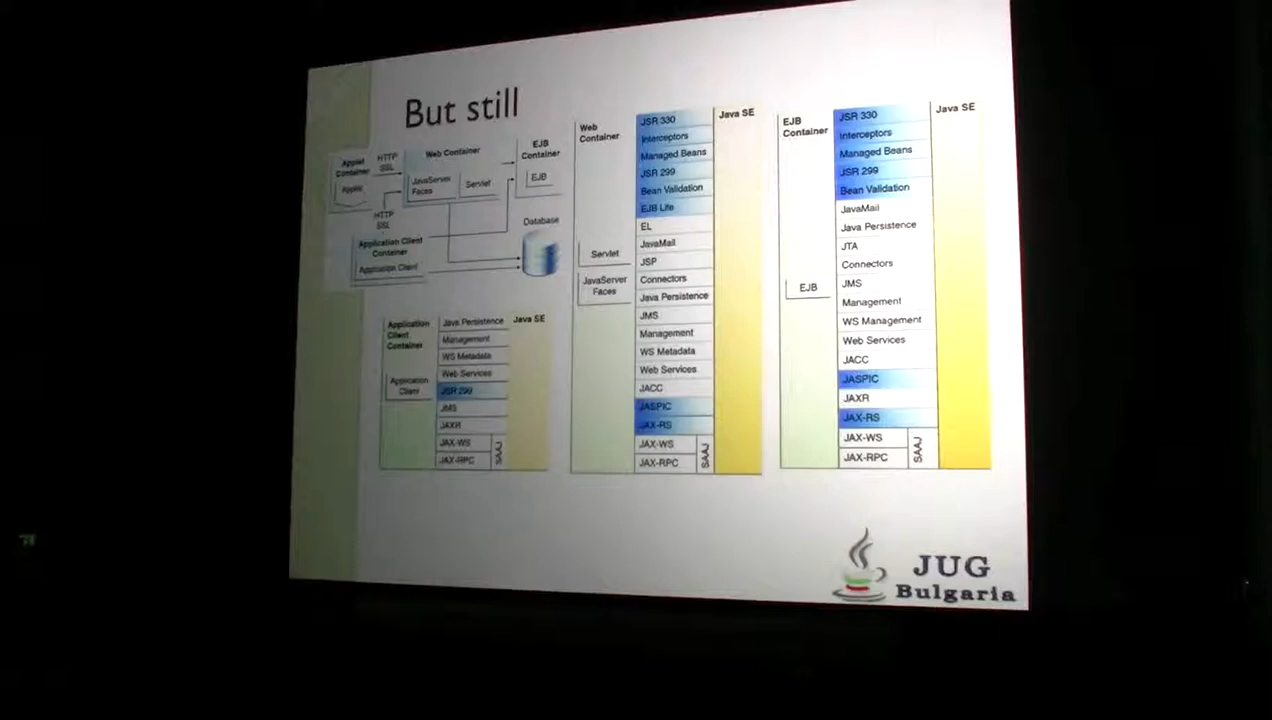 But still
Applet
Container
Applet
HTTP
SSL
Web Container
JavaServer
Faces
Servlet
EJB
Container
EJB
HTTP
SSL
Application Client
Container
Application Client
Database
Application
Client
Container
Application
Client
Java Persistence
Management
WS Metadata
Web Services
JSR 299
JMS
JAXR
JAX-WS
JAX-RPC
SAAJ
Java SE
Web
Container
Servlet
JavaServer
Faces
JSR 330
Interceptors
Managed Beans
JSR 299
Bean Validation
EJB Lite
EL
JavaMail
JSP
Connectors
Java Persistence
JMS
Management
WS Metadata
Web Services
JACC
JASPIC
JAX-RS
JAX-WS
JAX-RPC
SAAJ
Java SE
EJB
Container
EJB
JSR 330
Interceptors
Managed Beans
JSR 299
Bean Validation
JavaMail
Java Persistence
JTA
Connectors
JMS
Management
WS Management
Web Services
JACC
JASPIC
JAXR
JAX-RS
JAX-WS
JAX-RPC
SAAJ
Java SE
JUG
Bulgaria